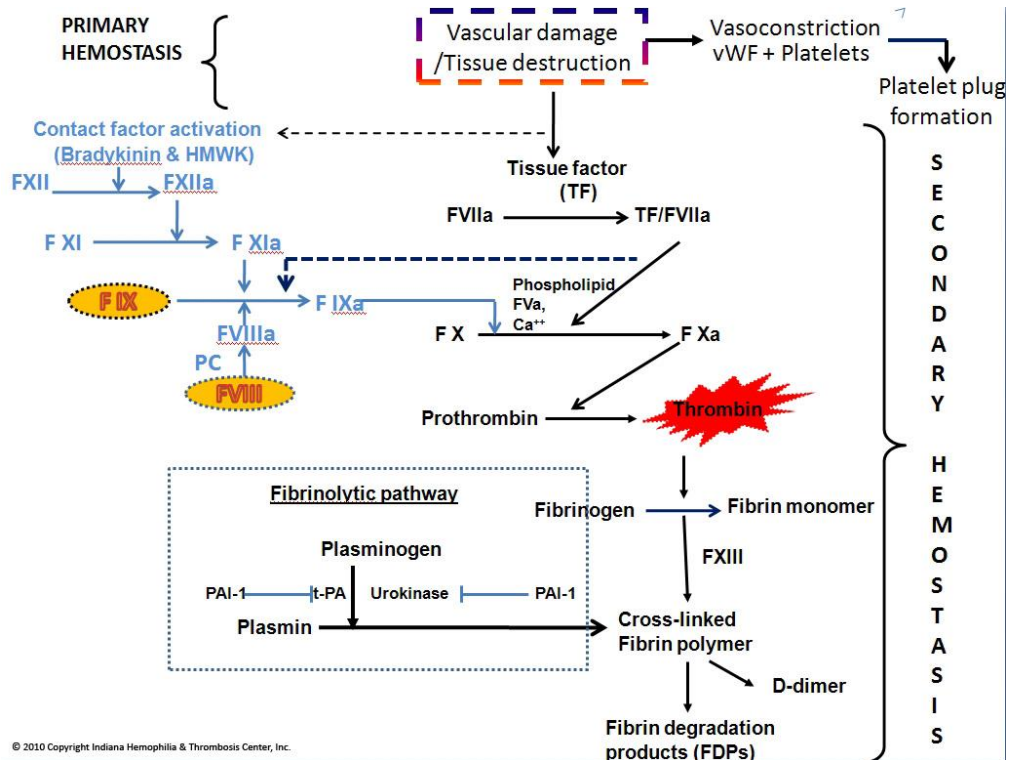 PRIMARY
HEMOSTASIS
Vascular damage
/Tissue destruction
Vasoconstriction
vWF + Platelets
Platelet plug
formation
Contact factor activation
(Bradykinin & HMWK)
FXII
FXIIa
Tissue factor
(TF)
FVIIa
TF/FVIIa
F XI
F XIa
Phospholipid
FVa,
Ca++
F IX
F IXa
F X
F Xa
FVIIIa
PC
FVIII
Prothrombin
Thrombin
Fibrinolytic pathway
Fibrinogen
Fibrin monomer
Plasminogen
FXIII
PAI-1
t-PA
Urokinase
PAI-1
Plasmin
Cross-linked
Fibrin polymer
D-dimer
Fibrin degradation
products (FDPs)
SECONDARY
HEMOSTASIS
© 2010 Copyright Indiana Hemophilia & Thrombosis Center, Inc.